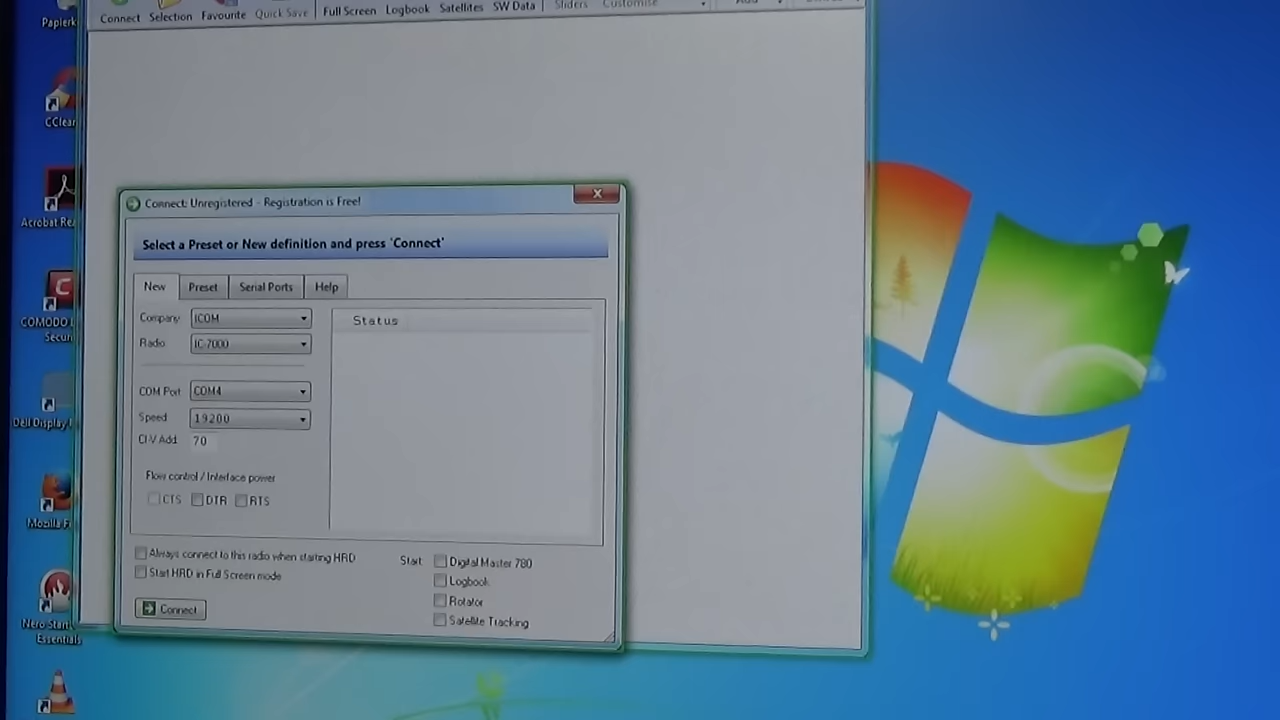 Connect Selection Favourite Quick Save Full Screen Logbook Satellites SW Data Sliders Customise
Papierk
CClean
Acrobat Rea
COMODO
Secur
Dell Display
Mozilla F
Nero Start
Essentials
Connect: Unregistered - Registration is Free!
Select a Preset or New definition and press 'Connect'
New Preset Serial Ports Help
Company ICOM
Radio IC-7000
Status
COM Port COM4
Speed 19200
CI-V Add 70
Flow control / Interface power
CTS DTR RTS
Always connect to this radio when starting HRD
Start HRD in Full Screen mode
Start Digital Master 780
Logbook
Rotator
Satellite Tracking
Connect